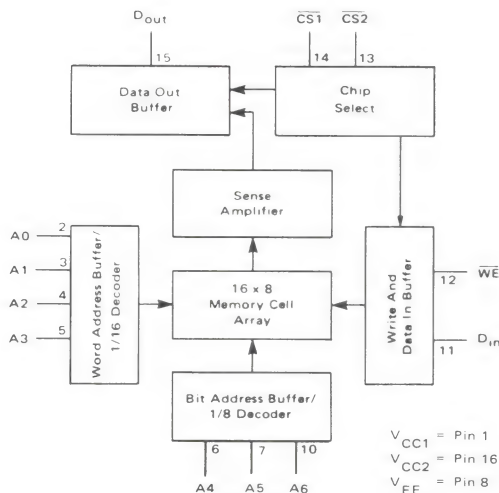 Dout
CS1 CS2
15
14 13
Data Out
Buffer
Chip
Select
Sense
Amplifier
A0 2
A1 3
A2 4
A3 5
Word Address Buffer/
1/16 Decoder
16 x 8
Memory Cell
Array
Write And
Data In Buffer
12 WE
11 Din
Bit Address Buffer/
1/8 Decoder
6 7 10
A4 A5 A6
VCC1 = Pin 1
VCC2 = Pin 16
VEE = Pin 8